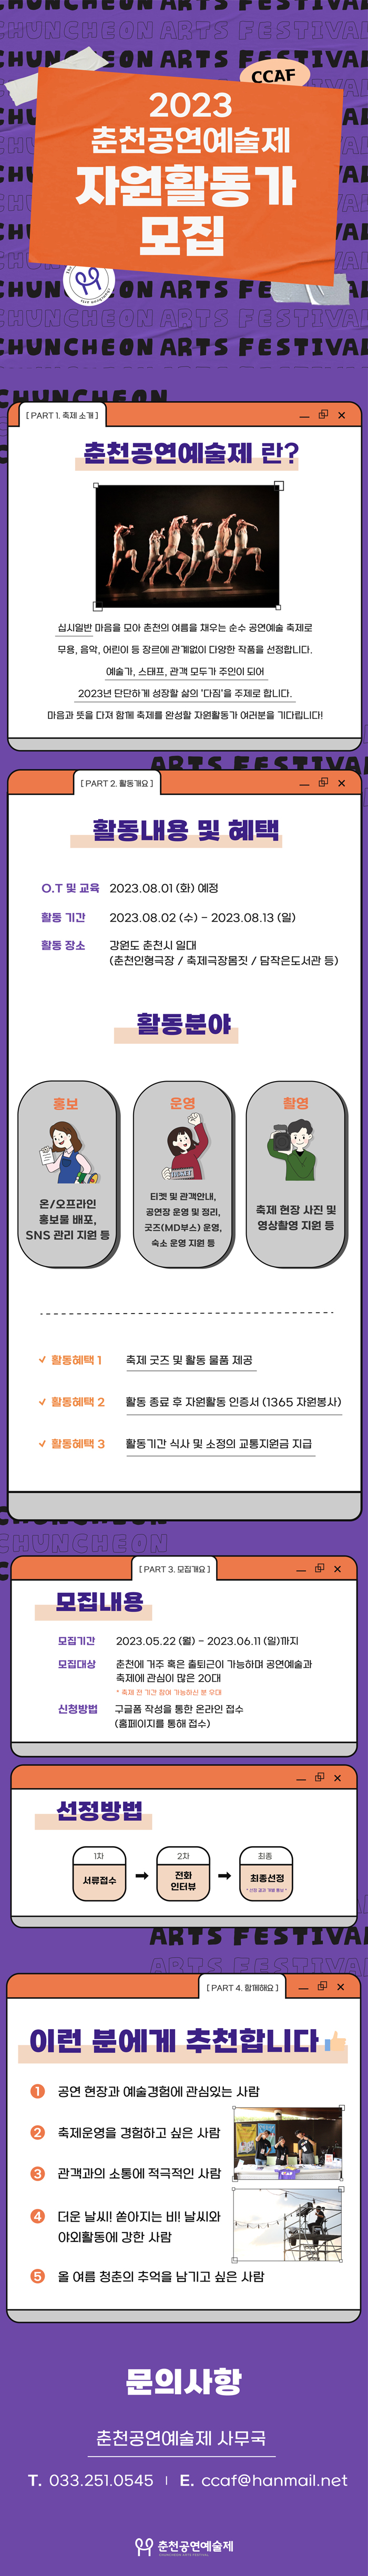 CHUNCHEON ARTS FESTIVAL
CCAF
2023
춘천공연예술제
자원활동가
모집
[ PART 1. 축제 소개 ]
춘천공연예술제 란?
십시일반 마음을 모아 춘천의 여름을 채우는 순수 공연예술 축제로
무용, 음악, 어린이 등 장르에 관계없이 다양한 작품을 선정합니다.
예술가, 스태프, 관객 모두가 주인이 되어
2023년 단단하게 성장할 삶의 '다짐'을 주제로 합니다.
마음과 뜻을 다져 함께 축제를 완성할 자원활동가 여러분을 기다립니다!
ARTS FESTIVAL
[ PART 2. 활동개요 ]
활동내용 및 혜택
O.T 및 교육 2023.08.01 (화) 예정
활동 기간 2023.08.02 (수) - 2023.08.13 (일)
활동 장소 강원도 춘천시 일대
(춘천인형극장 / 축제극장몸짓 / 담작은도서관 등)
활동분야
홍보
온/오프라인
홍보물 배포,
SNS 관리 지원 등
운영
TICKET
티켓 및 관객안내,
공연장 운영 및 정리,
굿즈(MD부스) 운영,
숙소 운영 지원 등
촬영
축제 현장 사진 및
영상촬영 지원 등
활동혜택 1 축제 굿즈 및 활동 물품 제공
활동혜택 2 활동 종료 후 자원활동 인증서 (1365 자원봉사)
활동혜택 3 활동기간 식사 및 소정의 교통지원금 지급
CHUNCHEON
[ PART 3. 모집개요 ]
모집내용
모집기간 2023.05.22 (월) - 2023.06.11 (일)까지
모집대상 춘천에 거주 혹은 출퇴근이 가능하며 공연예술과
축제에 관심이 많은 20대
* 축제 전 기간 참여 가능하신 분 우대
신청방법 구글폼 작성을 통한 온라인 접수
(홈페이지를 통해 접수)
선정방법
1차
서류접수
2차
전화
인터뷰
최종
최종선정
* 선정 결과 개별 통보 *
ARTS FESTIVAL
[ PART 4. 함께해요 ]
이런 분에게 추천합니다
1 공연 현장과 예술경험에 관심있는 사람
2 축제운영을 경험하고 싶은 사람
3 관객과의 소통에 적극적인 사람
4 더운 날씨! 쏟아지는 비! 날씨와
야외활동에 강한 사람
5 올 여름 청춘의 추억을 남기고 싶은 사람
문의사항
춘천공연예술제 사무국
T. 033.251.0545 | E. ccaf@hanmail.net
춘천공연예술제
CHUNCHEON ARTS FESTIVAL